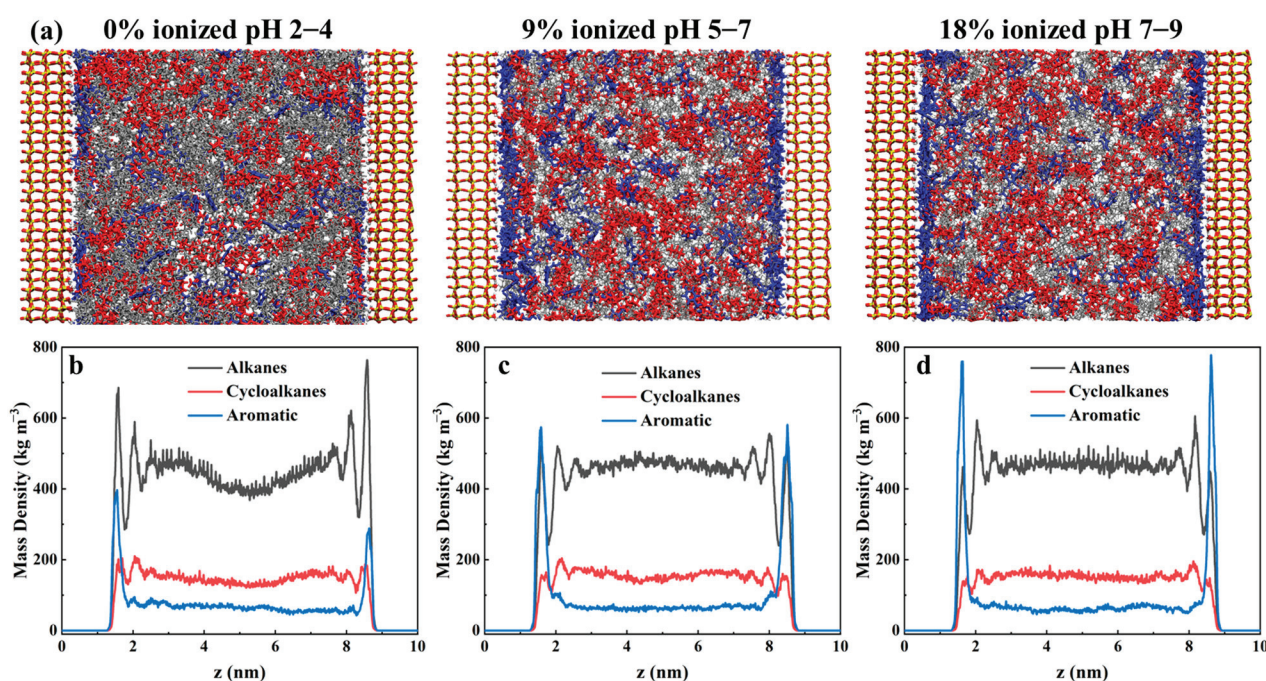 (a) 0% ionized pH 2–4 9% ionized pH 5–7 18% ionized pH 7–9
b
Alkanes
Cycloalkanes
Aromatic
Mass Density (kg m⁻³)
800
600
400
200
0
0 2 4 6 8 10
z (nm)
c
Alkanes
Cycloalkanes
Aromatic
Mass Density (kg m⁻³)
800
600
400
200
0
0 2 4 6 8 10
z (nm)
d
Alkanes
Cycloalkanes
Aromatic
Mass Density (kg m⁻³)
800
600
400
200
0
0 2 4 6 8 10
z (nm)